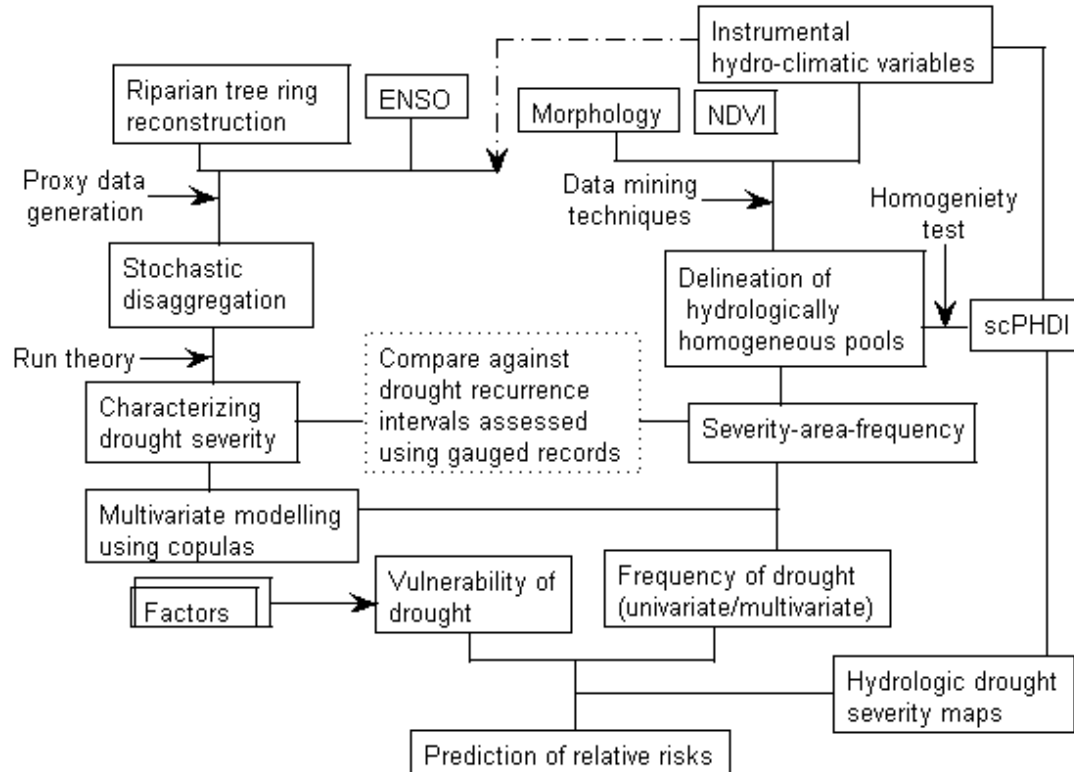 Instrumental
hydro-climatic variables
Riparian tree ring
reconstruction
ENSO
Morphology
NDVI
Proxy data
generation
Data mining
techniques
Homogeniety
test
Stochastic
disaggregation
Delineation of
hydrologically
homogeneous pools
scPHDI
Run theory
Compare against
drought recurrence
intervals assessed
using gauged records
Characterizing
drought severity
Severity-area-frequency
Multivariate modelling
using copulas
Factors
Vulnerability of
drought
Frequency of drought
(univariate/multivariate)
Hydrologic drought
severity maps
Prediction of relative risks